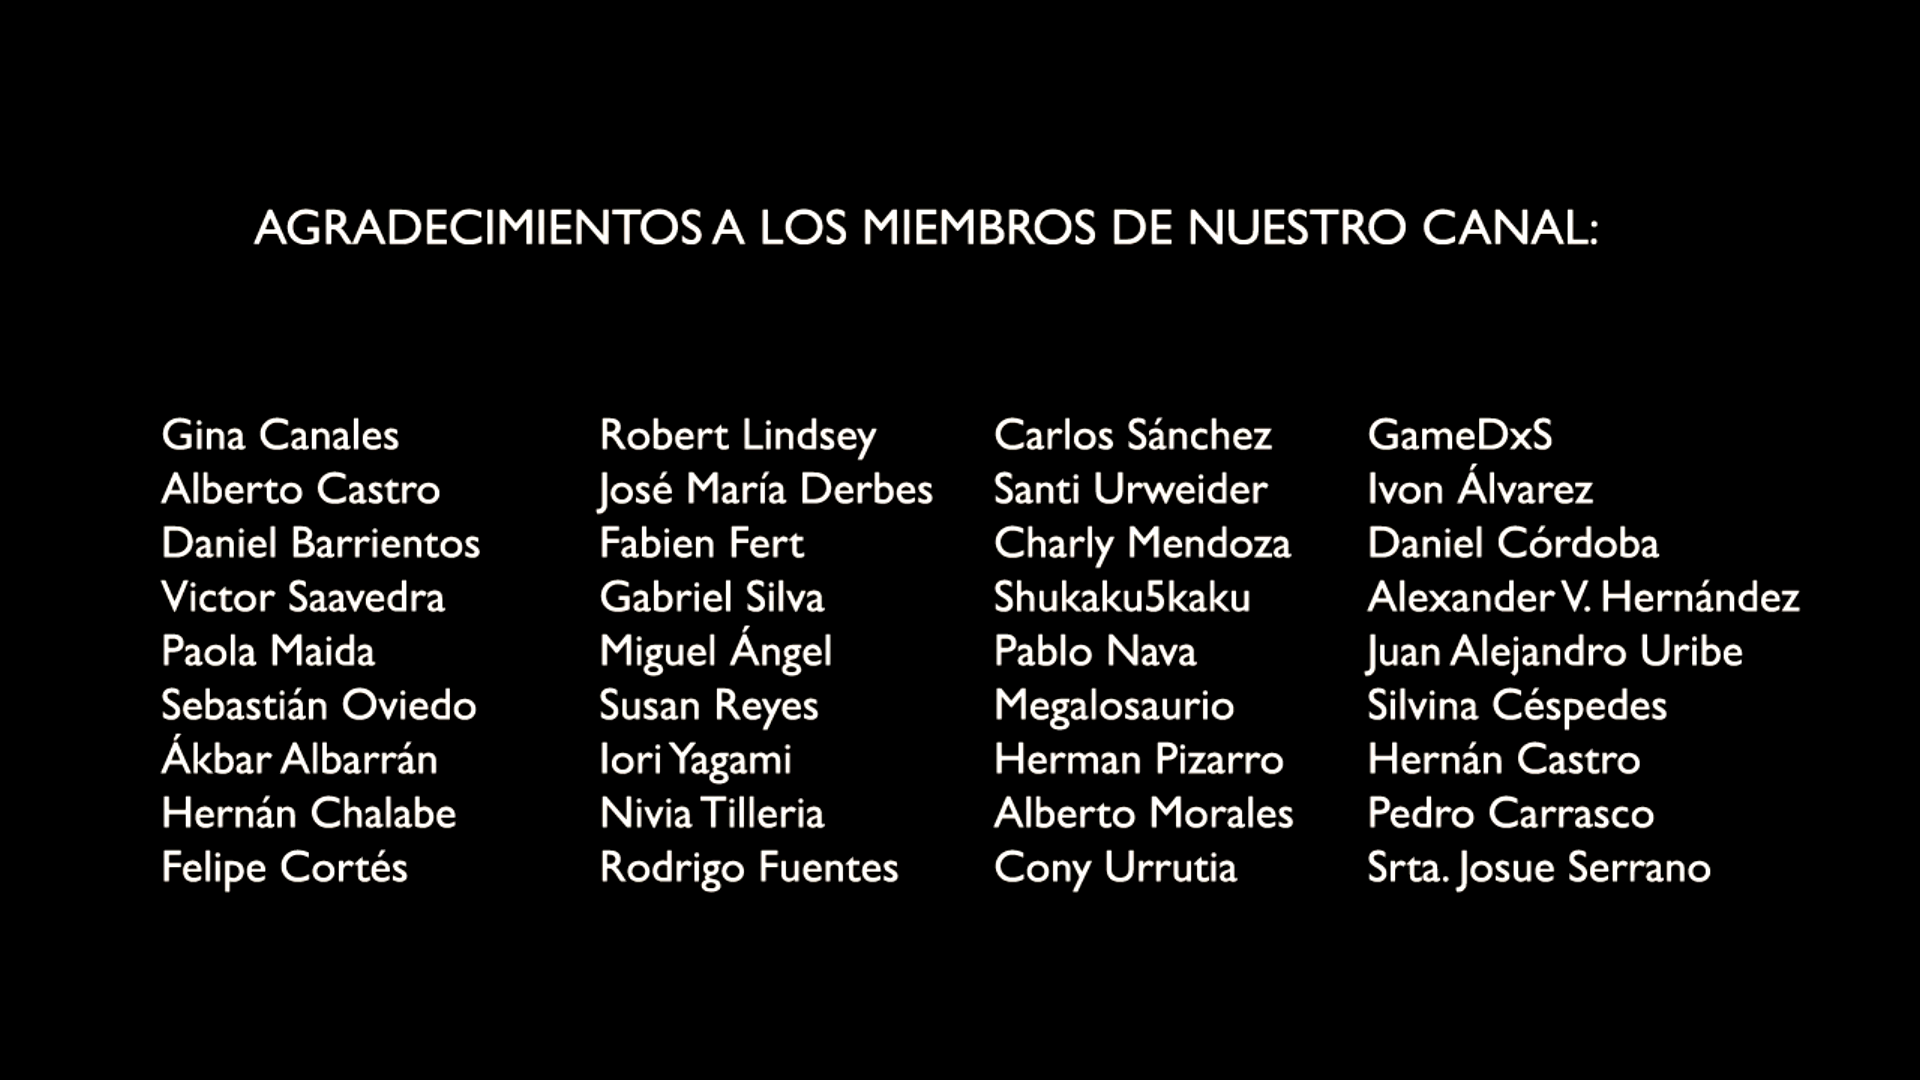 AGRADECIMIENTOS A LOS MIEMBROS DE NUESTRO CANAL:
Gina Canales
Alberto Castro
Daniel Barrientos
Victor Saavedra
Paola Maida
Sebastián Oviedo
Ákbar Albarrán
Hernán Chalabe
Felipe Cortés
Robert Lindsey
José María Derbes
Fabien Fert
Gabriel Silva
Miguel Ángel
Susan Reyes
Iori Yagami
Nivia Tilleria
Rodrigo Fuentes
Carlos Sánchez
Santi Urweider
Charly Mendoza
Shukaku5kaku
Pablo Nava
Megalosaurio
Herman Pizarro
Alberto Morales
Cony Urrutia
GameDxS
Ivon Álvarez
Daniel Córdoba
Alexander V. Hernández
Juan Alejandro Uribe
Silvina Céspedes
Hernán Castro
Pedro Carrasco
Srta. Josue Serrano